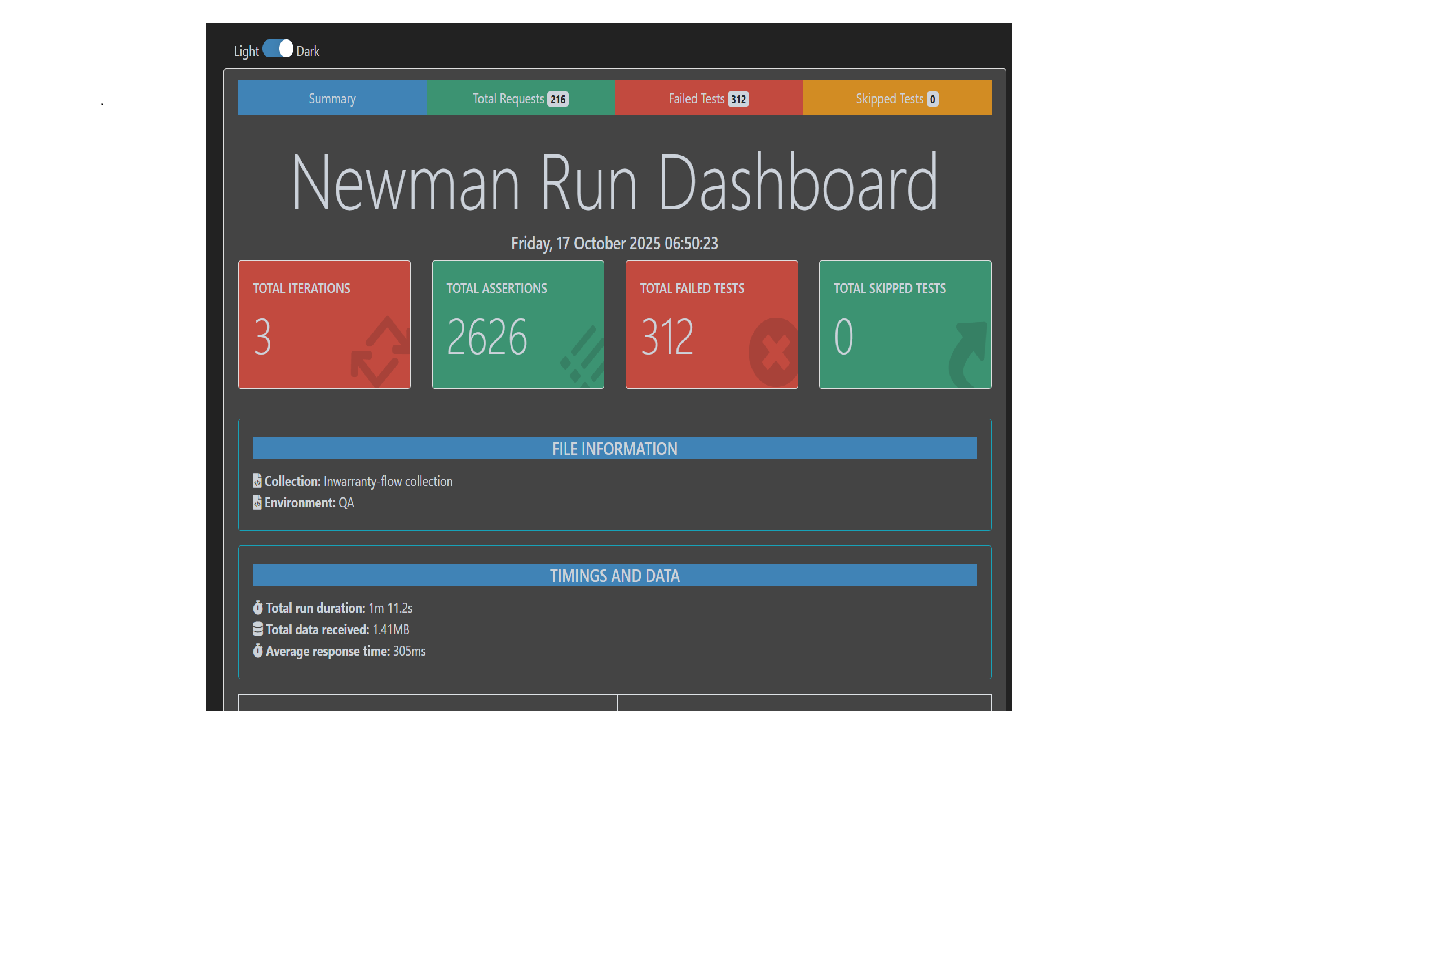 Light Dark
Summary Total Requests 216 Failed Tests 312 Skipped Tests 0
Newman Run Dashboard
Friday, 17 October 2025 06:50:23
TOTAL ITERATIONS TOTAL ASSERTIONS TOTAL FAILED TESTS TOTAL SKIPPED TESTS
3 2626 312 0
FILE INFORMATION
Collection: Inwarranty-flow collection
Environment: QA
TIMINGS AND DATA
Total run duration: 1m 11.2s
Total data received: 1.41MB
Average response time: 305ms